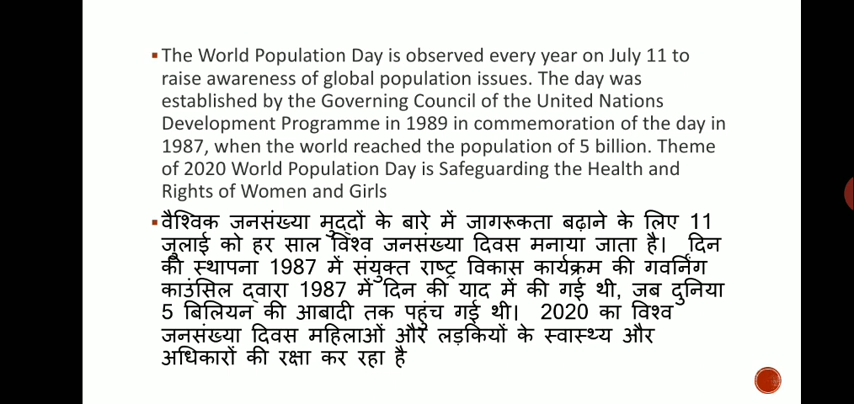 ▪ The World Population Day is observed every year on July 11 to
raise awareness of global population issues. The day was
established by the Governing Council of the United Nations
Development Programme in 1989 in commemoration of the day in
1987, when the world reached the population of 5 billion. Theme
of 2020 World Population Day is Safeguarding the Health and
Rights of Women and Girls
▪ वैश्विक जनसंख्या मुद्दों के बारे में जागरूकता बढ़ाने के लिए 11
जुलाई को हर साल विश्व जनसंख्या दिवस मनाया जाता है। दिन
की स्थापना 1987 में संयुक्त राष्ट्र विकास कार्यक्रम की गवर्निंग
काउंसिल द्वारा 1987 में दिन की याद में की गई थी, जब दुनिया
5 बिलियन की आबादी तक पहुंच गई थी। 2020 का विश्व
जनसंख्या दिवस महिलाओं और लड़कियों के स्वास्थ्य और
अधिकारों की रक्षा कर रहा है